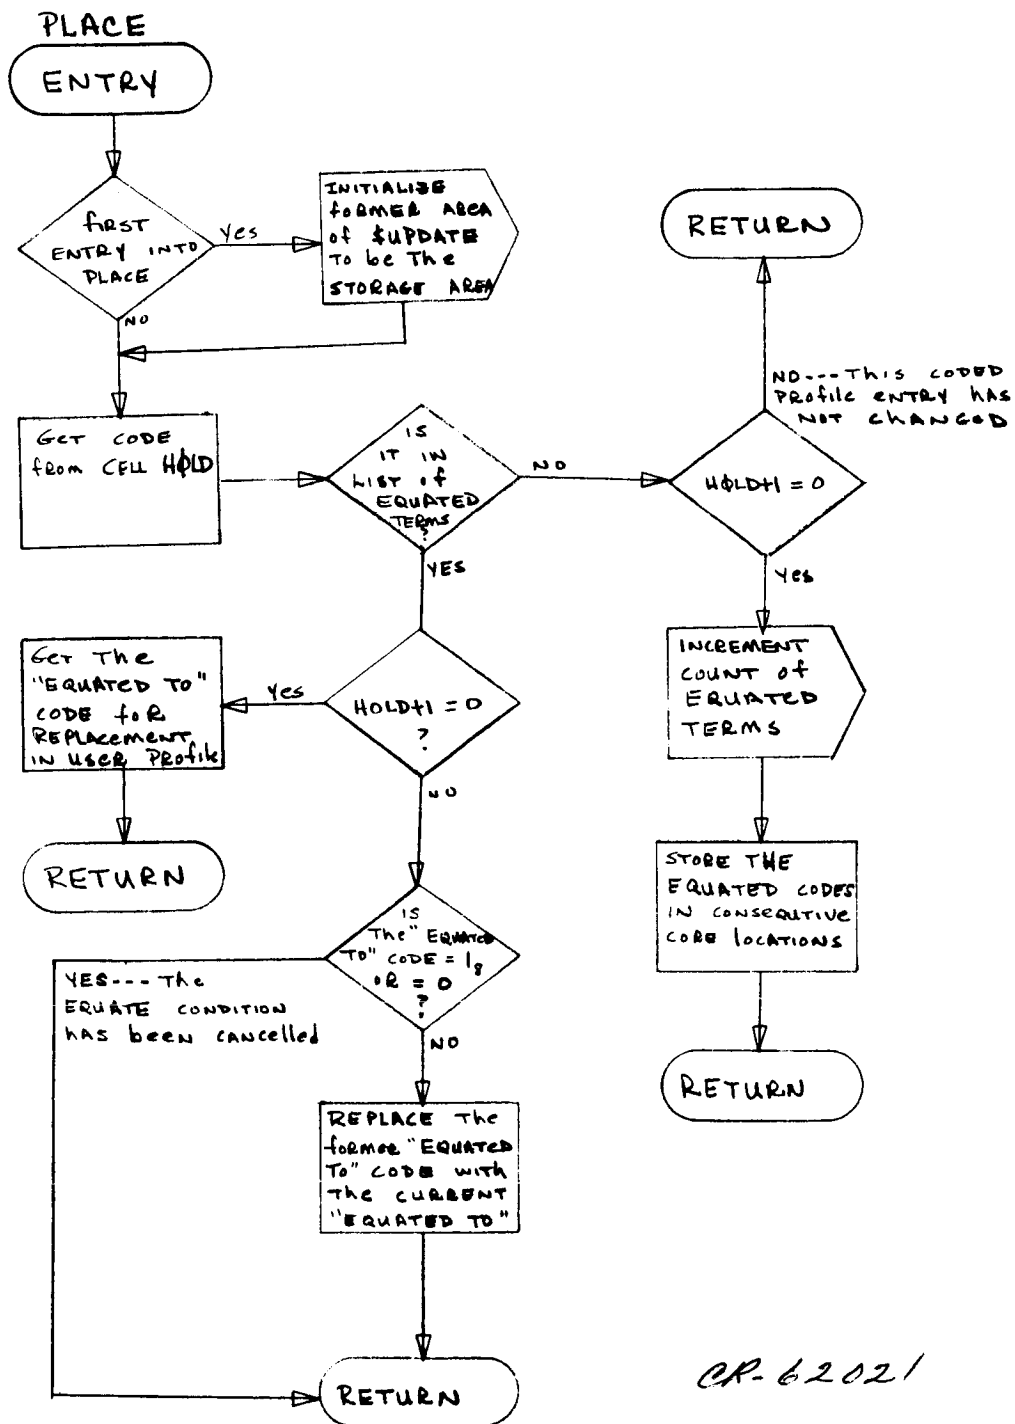 PLACE
ENTRY
FIRST
ENTRY INTO
PLACE
Yes
NO
INITIALIZE
FORMER AREA
of $UPDATE
To be The
STORAGE AREA
GET CODE
from CELL HØLD
IS
IT IN
LIST of
EQUATED
TERMS
?
NO
YES
HØLD+1 = 0
NO---This CODED
Profile ENTRY HAS
NOT CHANGED
RETURN
Yes
INCREMENT
COUNT of
EQUATED
TERMS
STORE THE
EQUATED CODES
IN CONSEQUTIVE
CORE LOCATIONS
RETURN
HOLD+1 = 0
?
Yes
GET The
"EQUATED TO"
CODE foR
REPLACEMENT
IN USER PROfilE
RETURN
NO
IS
The "EQUATED
TO" CODE = 1₈
OR = 0
?
YES---The
EQUATE CONDITION
hAS been CANCELLED
NO
REPLACE The
foRMER "EQUATED
To" CODE WITH
The CURRENT
"EQUATED TO"
RETURN
CR-62021